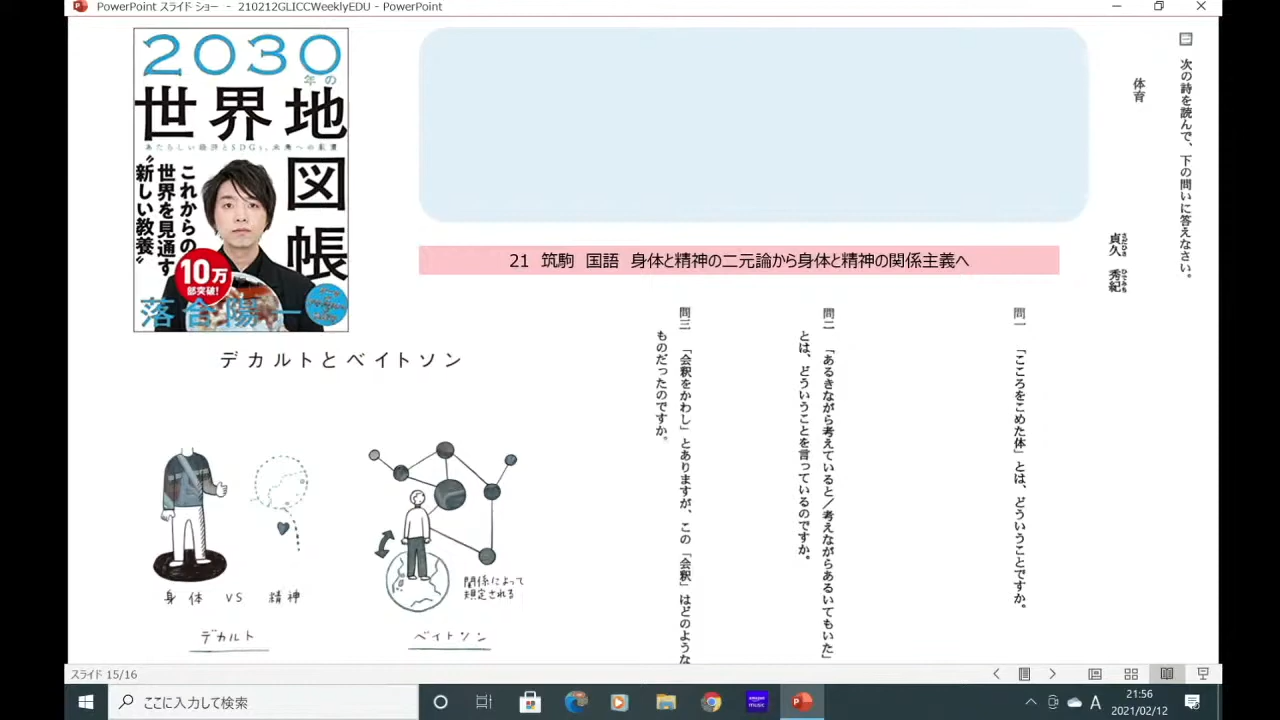 PowerPoint スライド ショー - 210212GLICCWeeklyEDU - PowerPoint
2030
年の
世界地
図帳
あたらしい経済とSDGs、未来への展望
これからの
世界を見通す
"新しい教養"
10万
部突破!
落合陽一
デカルトとベイトソン
身体 VS 精神
デカルト
関係によって
規定される
ベイトソン
21 筑駒 国語 身体と精神の二元論から身体と精神の関係主義へ
一 次の詩を読んで、下の問いに答えなさい。
体育
貞久 秀紀
さだひさ ひでみち
問一 「こころをこめた体」とは、どういうことですか。
問二 「あるきながら考えていると/考えながらあるいてもいた」
とは、どういうことを言っているのですか。
問三 「会釈をかわし」とありますが、この「会釈」はどのような
ものだったのですか。
スライド 15/16
ここに入力して検索
amazon music
A
21:56
2021/02/12